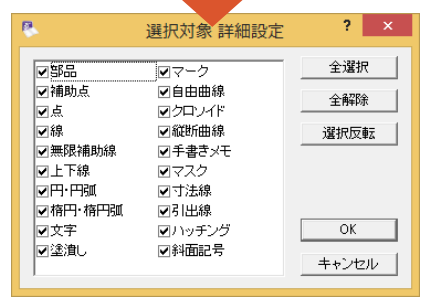 選択対象 詳細設定
?
×
部品
補助点
点
線
無限補助線
上下線
円・円弧
楕円・楕円弧
文字
塗潰し
マーク
自由曲線
クロソイド
縦断曲線
手書きメモ
マスク
寸法線
引出線
ハッチング
斜面記号
全選択
全解除
選択反転
OK
キャンセル